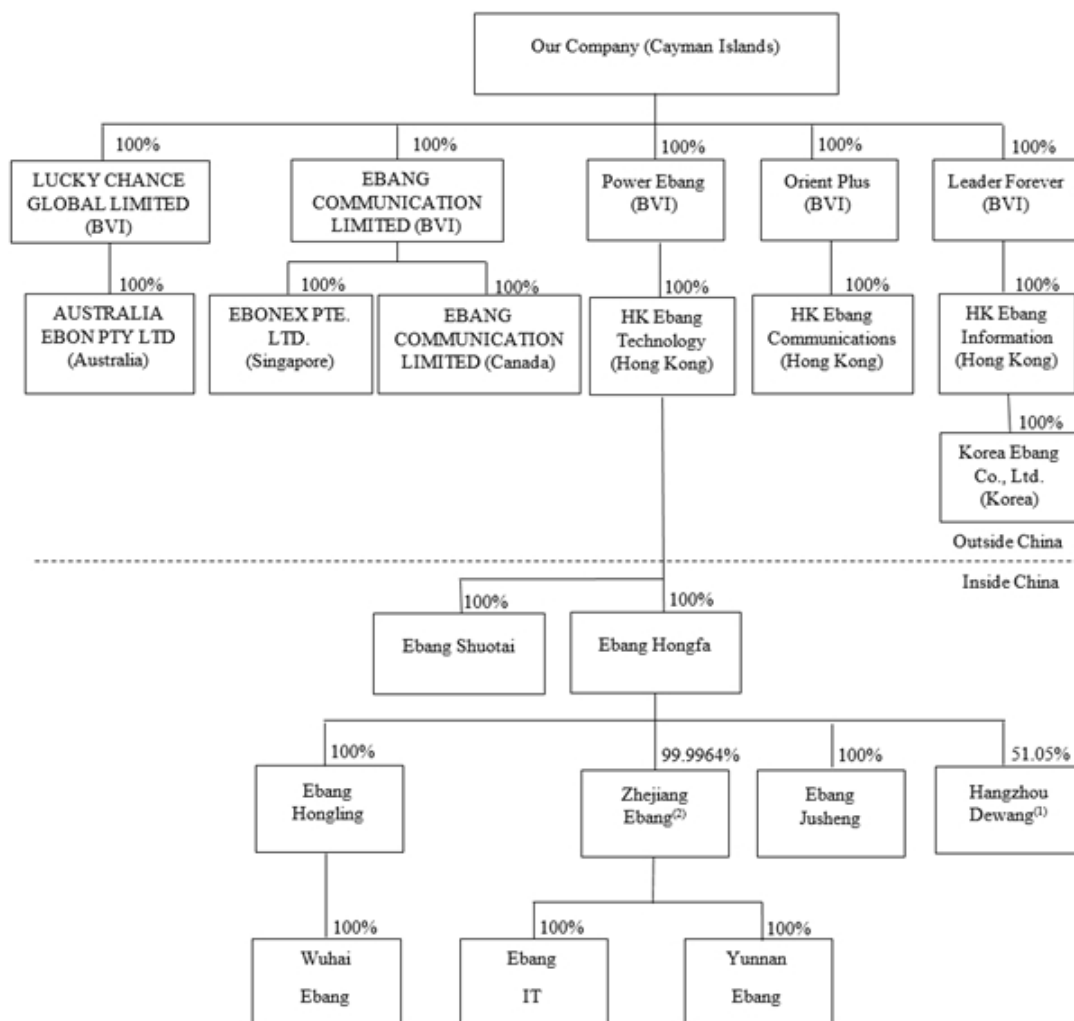 Our Company (Cayman Islands)
100%
100%
100%
100%
100%
LUCKY CHANCE
GLOBAL LIMITED
(BVI)
EBANG
COMMUNICATION
LIMITED (BVI)
Power Ebang
(BVI)
Orient Plus
(BVI)
Leader Forever
(BVI)
100%
100%
100%
100%
100%
100%
AUSTRALIA
EBON PTY LTD
(Australia)
EBONEX PTE.
LTD.
(Singapore)
EBANG
COMMUNICATION
LIMITED (Canada)
HK Ebang
Technology
(Hong Kong)
HK Ebang
Communications
(Hong Kong)
HK Ebang
Information
(Hong Kong)
100%
Korea Ebang
Co., Ltd.
(Korea)
Outside China
Inside China
100%
100%
Ebang Shuotai
Ebang Hongfa
100%
99.9964%
100%
51.05%
Ebang
Hongling
Zhejiang
Ebang(2)
Ebang
Jusheng
Hangzhou
Dewang(1)
100%
100%
100%
Wuhai
Ebang
Ebang
IT
Yunnan
Ebang